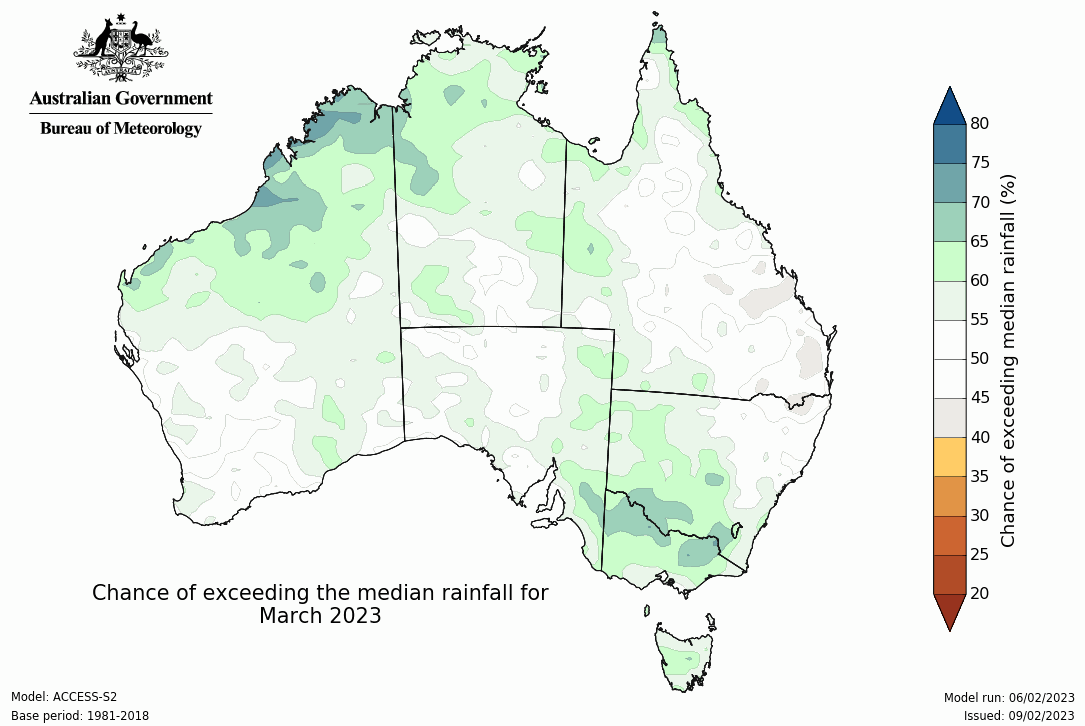 AUSTRALIA
Australian Government
Bureau of Meteorology
80
75
70
65
60
55
50
45
40
35
30
25
20
Chance of exceeding median rainfall (%)
Chance of exceeding the median rainfall for
March 2023
Model: ACCESS-S2
Base period: 1981-2018
Model run: 06/02/2023
Issued: 09/02/2023